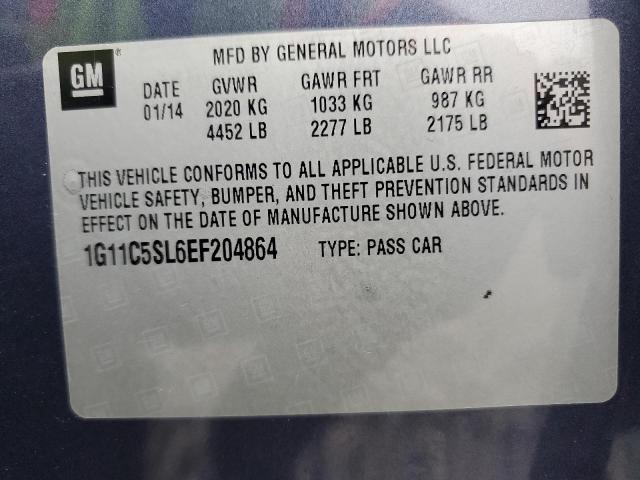 GM ®
MFD BY GENERAL MOTORS LLC
DATE GVWR GAWR FRT GAWR RR
01/14 2020 KG 1033 KG 987 KG
4452 LB 2277 LB 2175 LB
THIS VEHICLE CONFORMS TO ALL APPLICABLE U.S. FEDERAL MOTOR
VEHICLE SAFETY, BUMPER, AND THEFT PREVENTION STANDARDS IN
EFFECT ON THE DATE OF MANUFACTURE SHOWN ABOVE.
1G11C5SL6EF204864 TYPE: PASS CAR